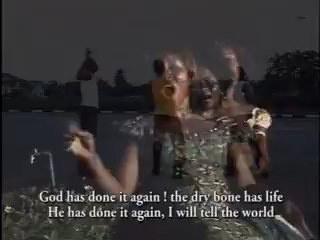 God has done it again ! the dry bone has life
He has done it again, I will tell the world